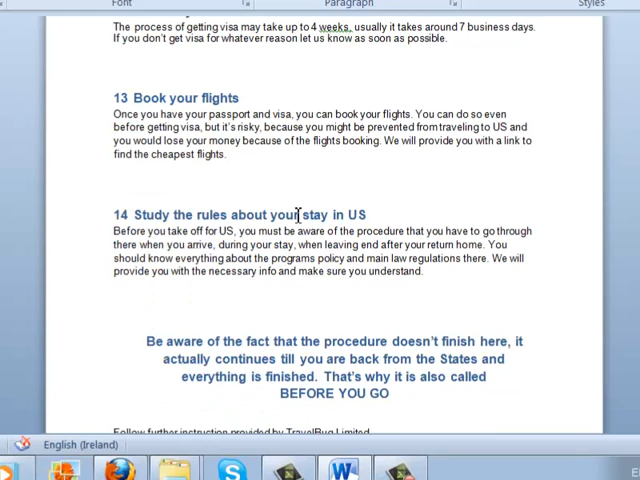 Font
Paragraph
Styles
The process of getting visa may take up to 4 weeks, usually it takes around 7 business days.
If you don't get visa for whatever reason let us know as soon as possible.
13 Book your flights
Once you have your passport and visa, you can book your flights. You can do so even
before getting visa, but it's risky, because you might be prevented from traveling to US and
you would lose your money because of the flights booking. We will provide you with a link to
find the cheapest flights.
14 Study the rules about your stay in US
Before you take off for US, you must be aware of the procedure that you have to go through
there when you arrive, during your stay, when leaving end after your return home. You
should know everything about the programs policy and main law regulations there. We will
provide you with the necessary info and make sure you understand.
Be aware of the fact that the procedure doesn't finish here, it
actually continues till you are back from the States and
everything is finished. That's why it is also called
BEFORE YOU GO
Follow further instruction provided by TravelBug Limited
English (Ireland)